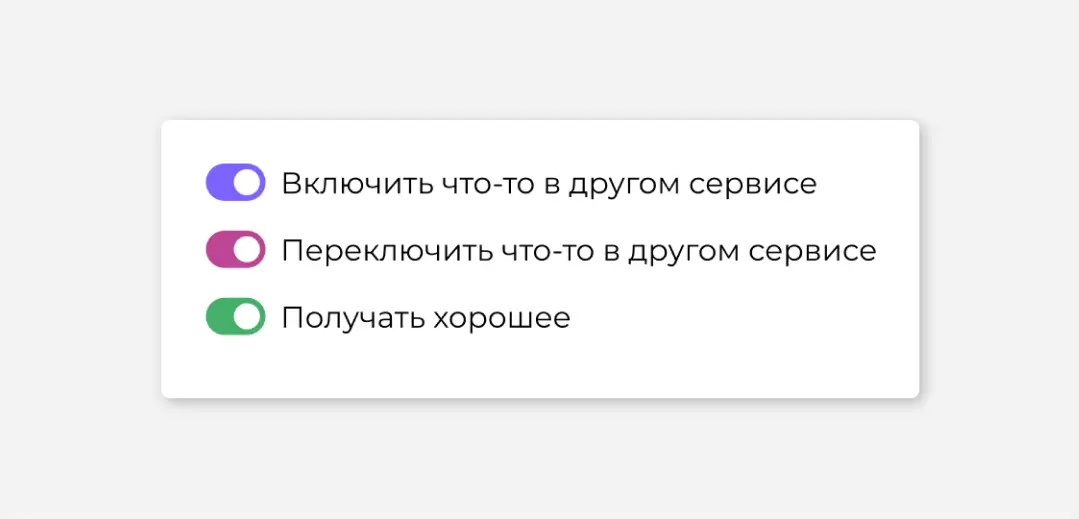 Включить что-то в другом сервисе
Переключить что-то в другом сервисе
Получать хорошее